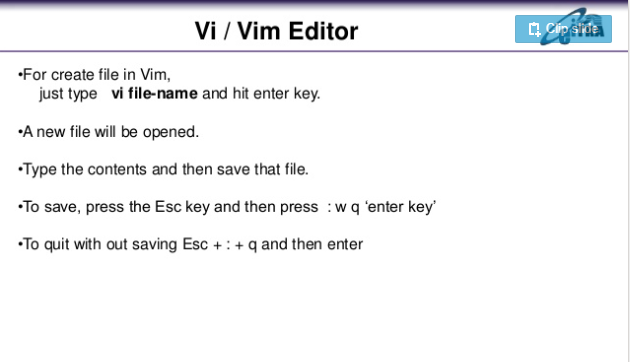 Vi / Vim Editor
Clip slide
•For create file in Vim,
just type vi file-name and hit enter key.
•A new file will be opened.
•Type the contents and then save that file.
•To save, press the Esc key and then press : w q ‘enter key’
•To quit with out saving Esc + : + q and then enter